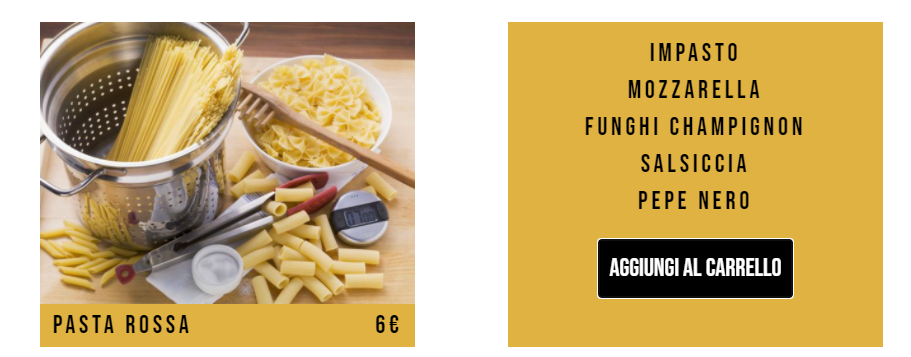 PASTA ROSSA 6€
IMPASTO
MOZZARELLA
FUNGHI CHAMPIGNON
SALSICCIA
PEPE NERO
AGGIUNGI AL CARRELLO